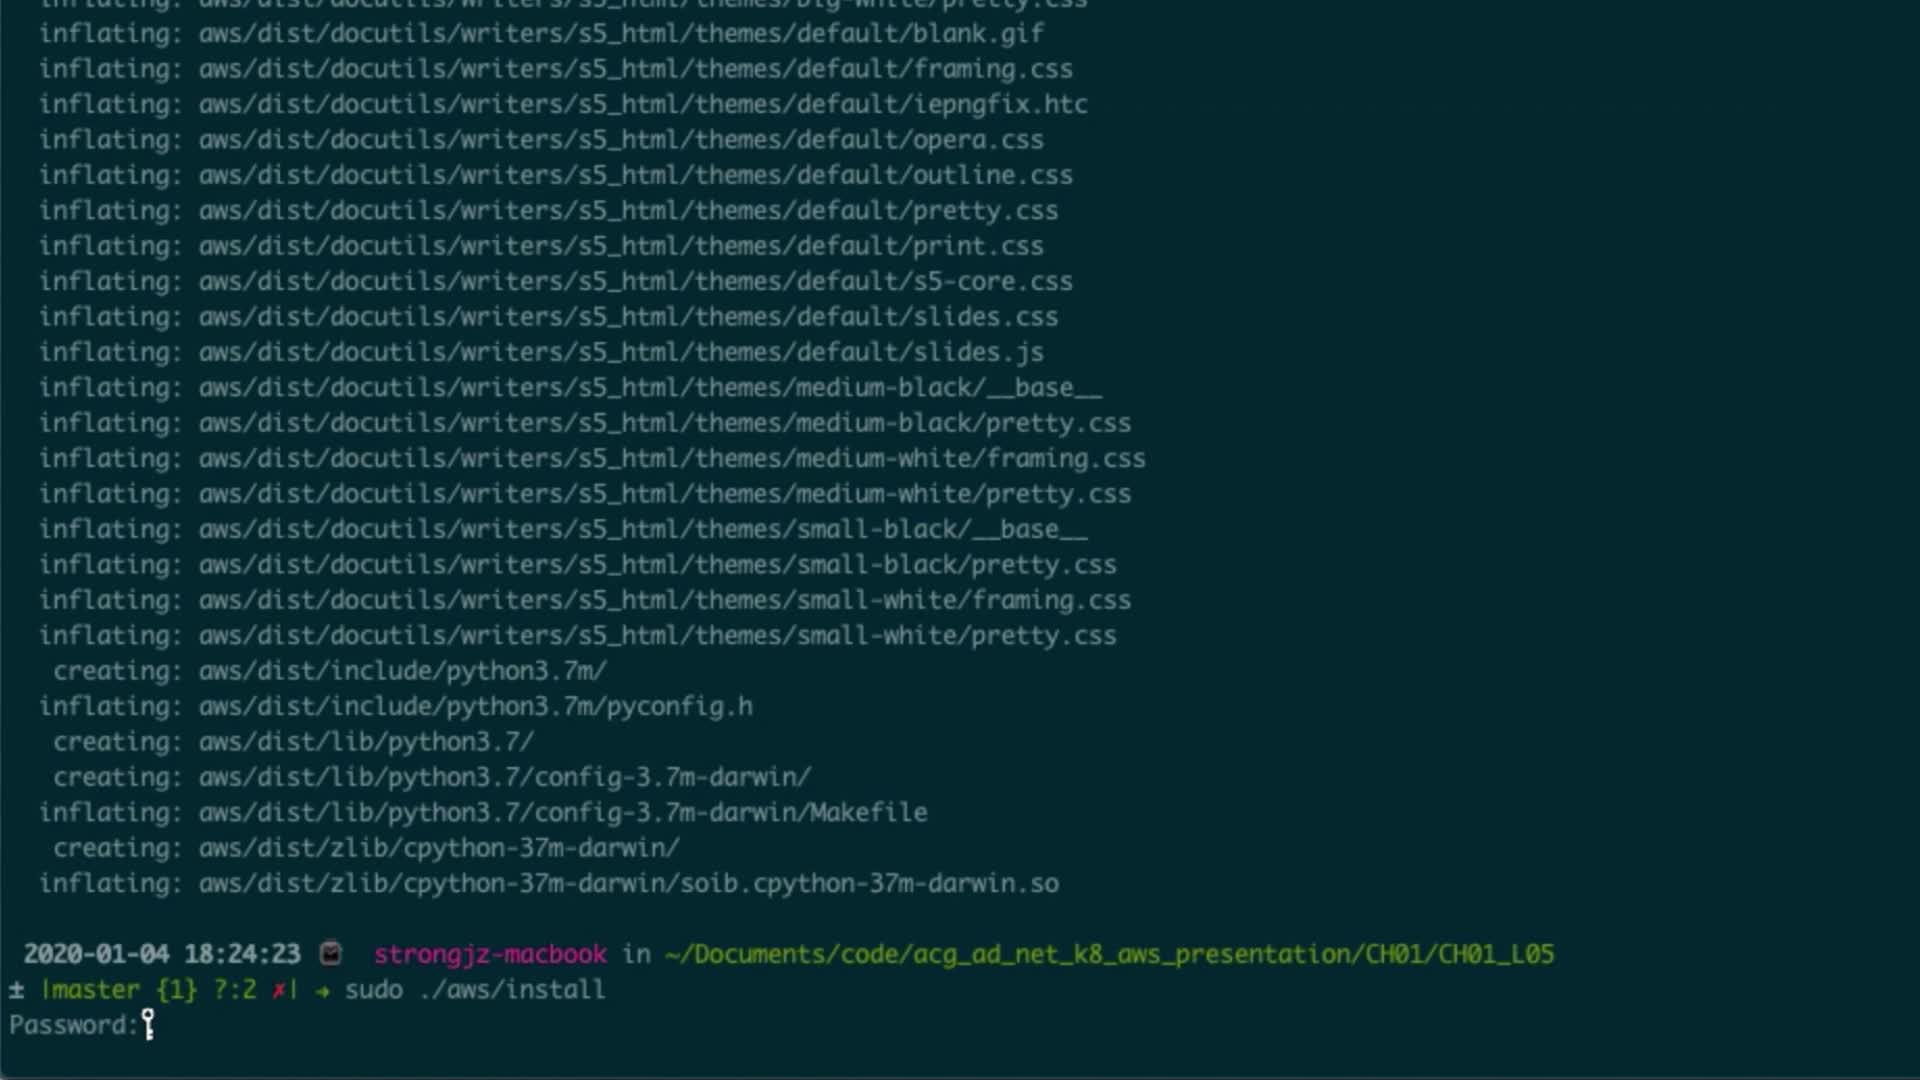 inflating: aws/dist/docutils/writers/s5_html/themes/big-white/pretty.css
inflating: aws/dist/docutils/writers/s5_html/themes/default/blank.gif
inflating: aws/dist/docutils/writers/s5_html/themes/default/framing.css
inflating: aws/dist/docutils/writers/s5_html/themes/default/iepngfix.htc
inflating: aws/dist/docutils/writers/s5_html/themes/default/opera.css
inflating: aws/dist/docutils/writers/s5_html/themes/default/outline.css
inflating: aws/dist/docutils/writers/s5_html/themes/default/pretty.css
inflating: aws/dist/docutils/writers/s5_html/themes/default/print.css
inflating: aws/dist/docutils/writers/s5_html/themes/default/s5-core.css
inflating: aws/dist/docutils/writers/s5_html/themes/default/slides.css
inflating: aws/dist/docutils/writers/s5_html/themes/default/slides.js
inflating: aws/dist/docutils/writers/s5_html/themes/medium-black/__base__
inflating: aws/dist/docutils/writers/s5_html/themes/medium-black/pretty.css
inflating: aws/dist/docutils/writers/s5_html/themes/medium-white/framing.css
inflating: aws/dist/docutils/writers/s5_html/themes/medium-white/pretty.css
inflating: aws/dist/docutils/writers/s5_html/themes/small-black/__base__
inflating: aws/dist/docutils/writers/s5_html/themes/small-black/pretty.css
inflating: aws/dist/docutils/writers/s5_html/themes/small-white/framing.css
inflating: aws/dist/docutils/writers/s5_html/themes/small-white/pretty.css
creating: aws/dist/include/python3.7m/
inflating: aws/dist/include/python3.7m/pyconfig.h
creating: aws/dist/lib/python3.7/
creating: aws/dist/lib/python3.7/config-3.7m-darwin/
inflating: aws/dist/lib/python3.7/config-3.7m-darwin/Makefile
creating: aws/dist/zlib/cpython-37m-darwin/
inflating: aws/dist/zlib/cpython-37m-darwin/soib.cpython-37m-darwin.so
2020-01-04 18:24:23 strongjz-macbook in ~/Documents/code/acg_ad_net_k8_aws_presentation/CH01/CH01_L05
± |master {1} ?:2 ✗| → sudo ./aws/install
Password: